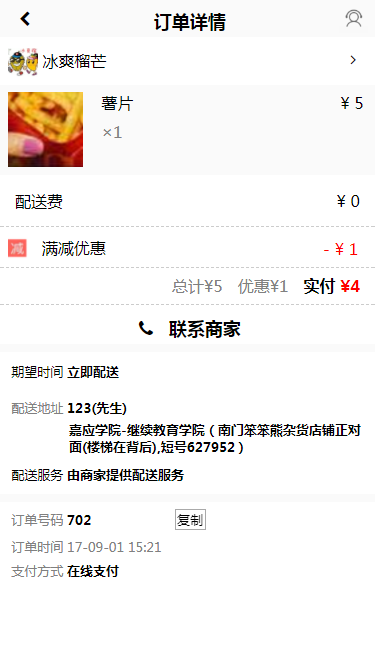 订单详情
冰爽榴芒
薯片 ¥ 5
×1
配送费 ¥ 0
减 满减优惠 - ¥ 1
总计¥5 优惠¥1 实付 ¥4
联系商家
期望时间 立即配送
配送地址 123(先生)
嘉应学院-继续教育学院（南门笨笨熊杂货店铺正对
面(楼梯在背后),短号627952）
配送服务 由商家提供配送服务
订单号码 702 复制
订单时间 17-09-01 15:21
支付方式 在线支付